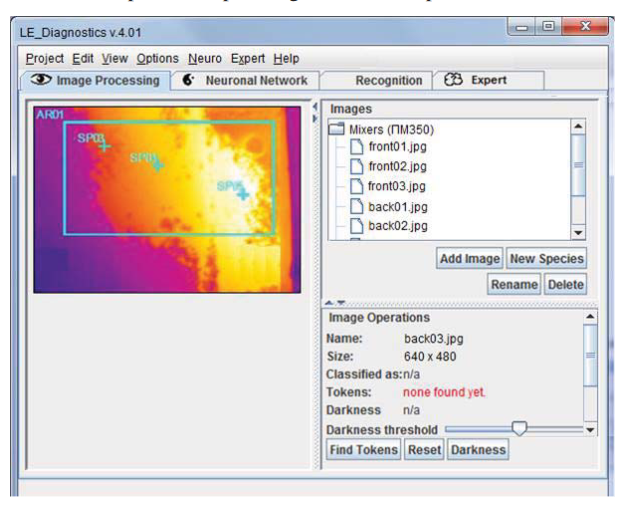 LE_Diagnostics v.4.01
Project Edit View Options Neuro Expert Help
Image Processing Neuronal Network Recognition Expert
AR01
SP01
SP05
Images
Mixers (ПМ350)
front01.jpg
front02.jpg
front03.jpg
back01.jpg
back02.jpg
Add Image New Species
Rename Delete
Image Operations
Name: back03.jpg
Size: 640 x 480
Classified as:n/a
Tokens: none found yet.
Darkness n/a
Darkness threshold
Find Tokens Reset Darkness